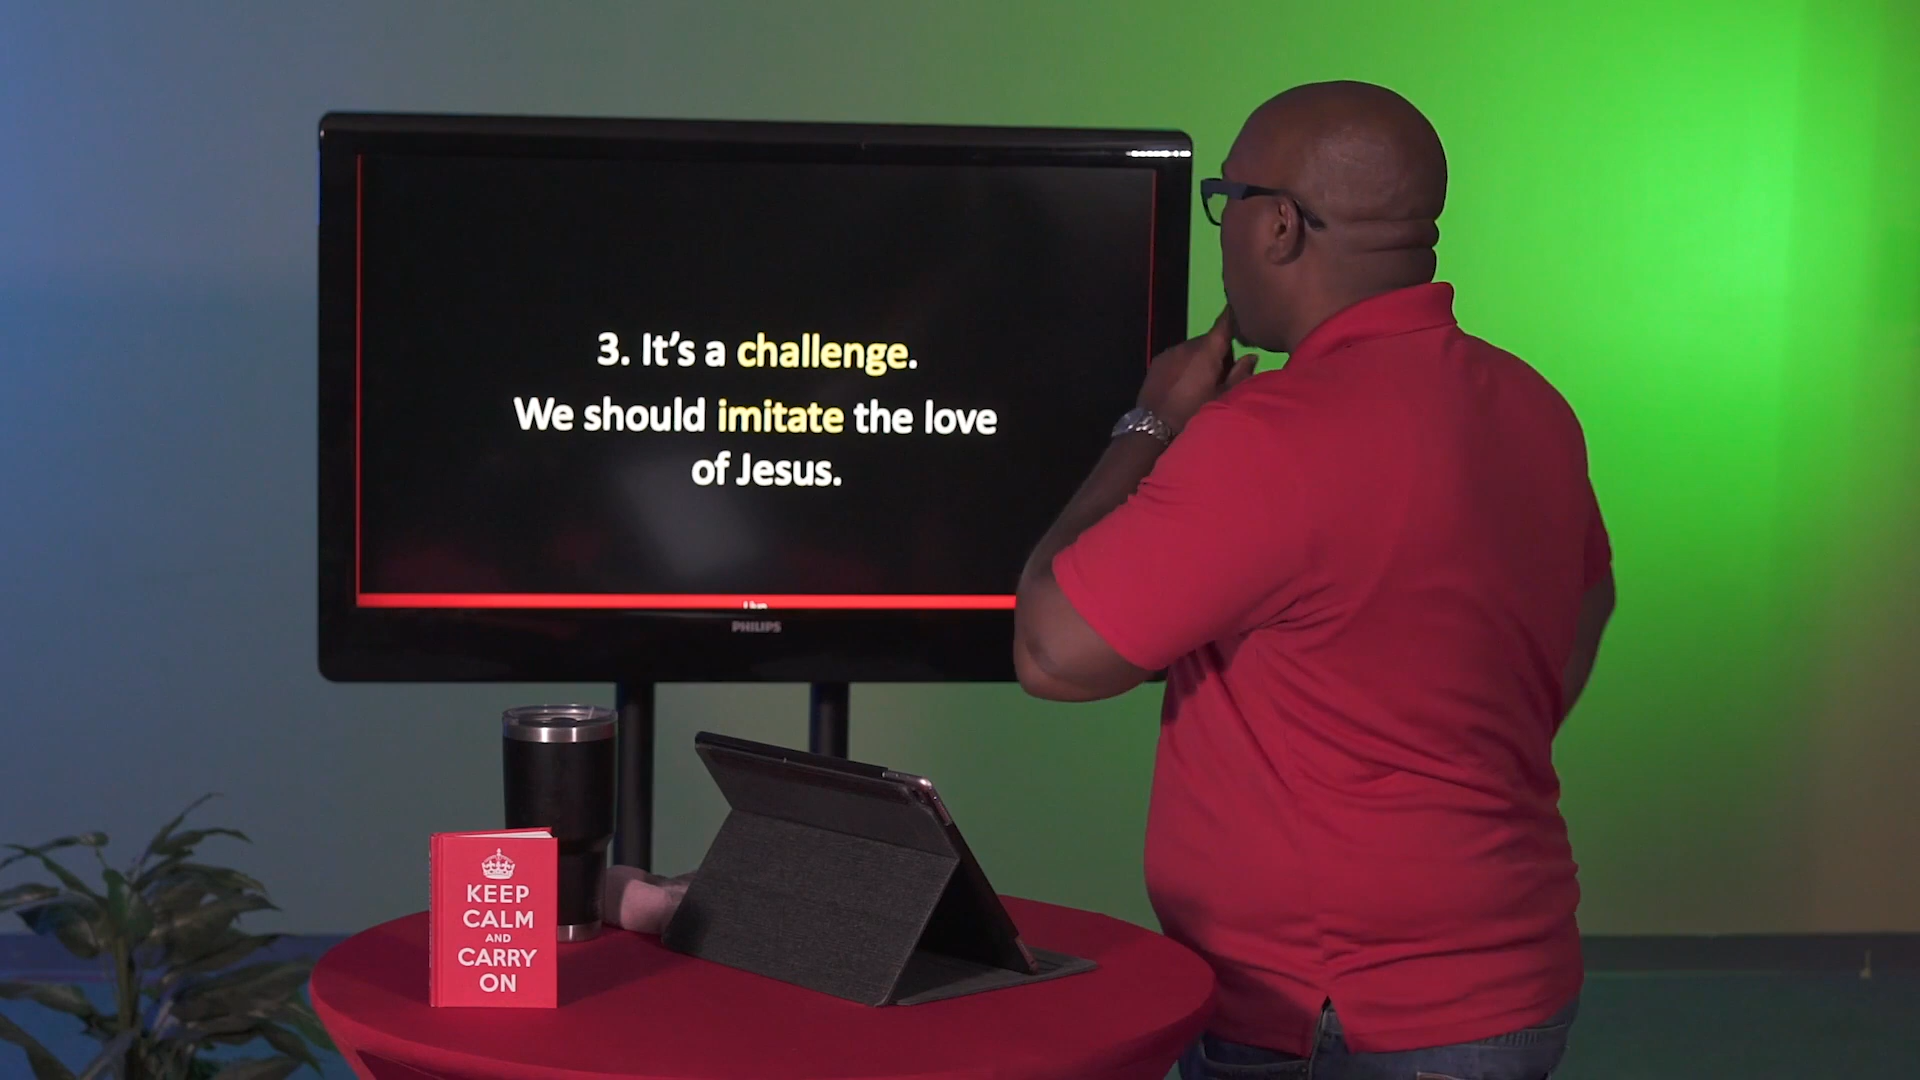 3. It's a challenge.
We should imitate the love
of Jesus.
PHILIPS
KEEP
CALM
AND
CARRY
ON